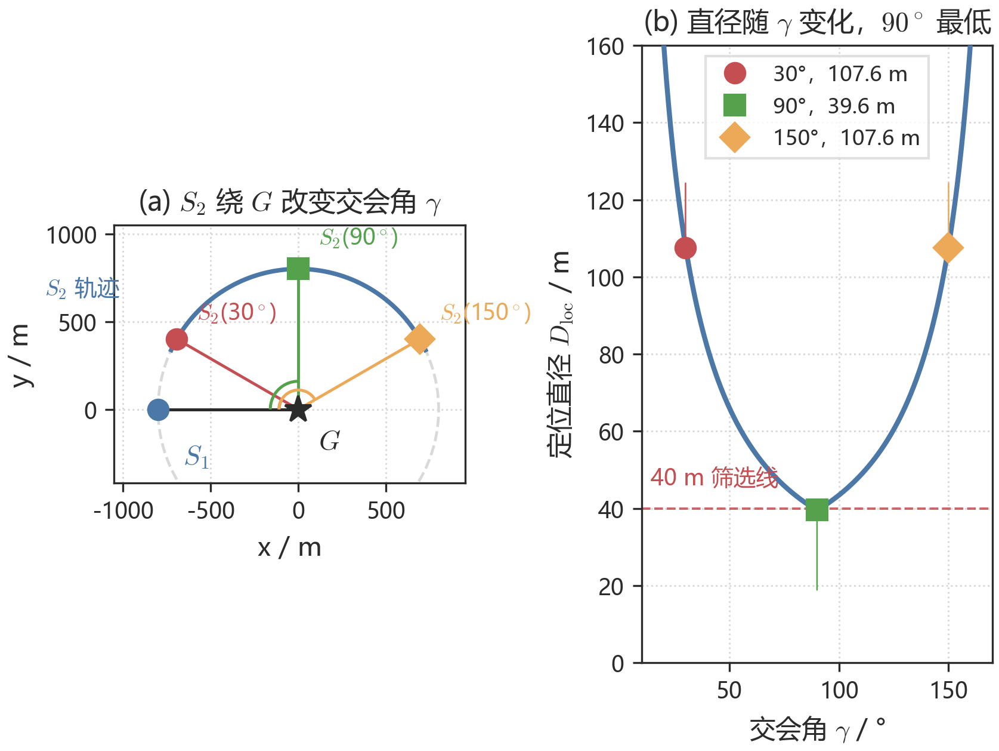 (a) S₂ 绕 G 改变交会角 γ
1000
500
0
y / m
-1000
-500
0
500
x / m
S₂ 轨迹
S₂(30°)
S₂(90°)
S₂(150°)
S₁
G
(b) 直径随 γ 变化，90° 最低
160
140
120
100
80
60
40
20
0
定位直径 D_loc / m
30°，107.6 m
90°，39.6 m
150°，107.6 m
40 m 筛选线
50
100
150
交会角 γ / °